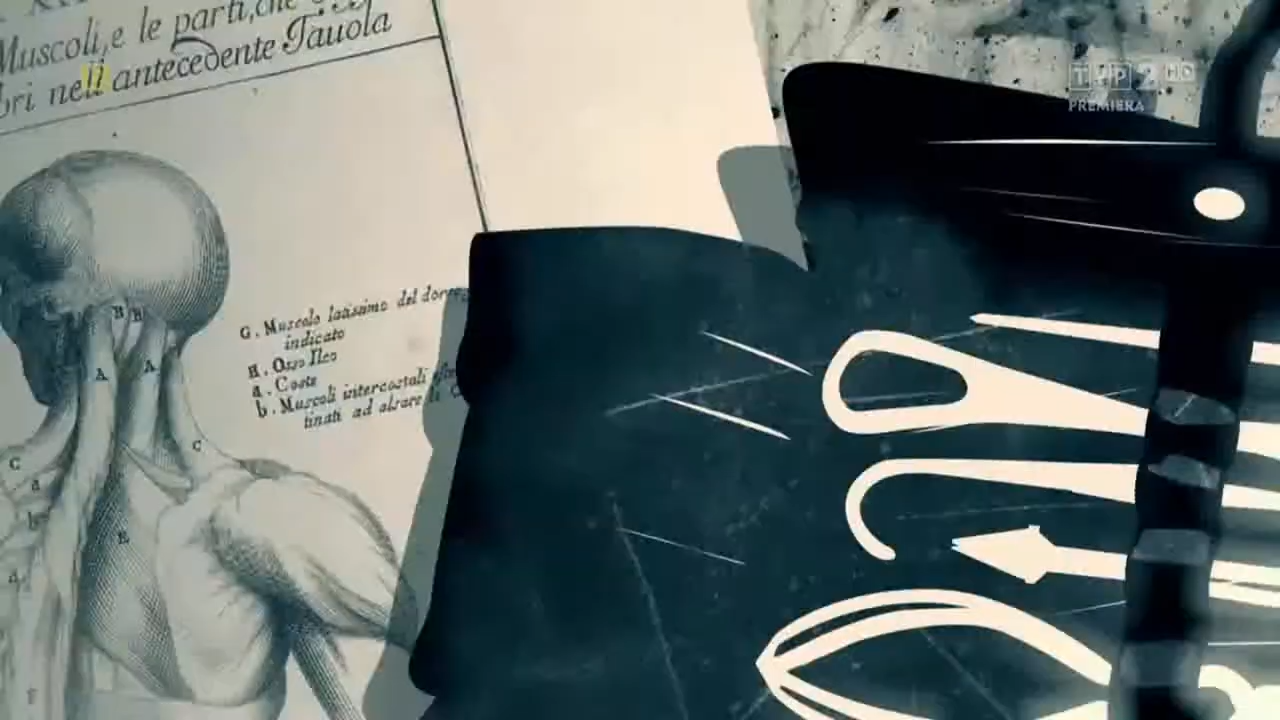 Muscoli, e le parti, che
bri nell antecedente Tauola
G. Muscolo latissimo del dorso
indicato
H. Osso Ileo
a. Coste
b. Muscoli intercostali
tinati ad alzare le
B B
A A
C
C
a
b
E
d
F
TVP 2 HD
PREMIERA